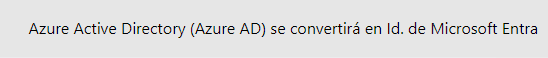 Azure Active Directory (Azure AD) se convertirá en Id. de Microsoft Entra